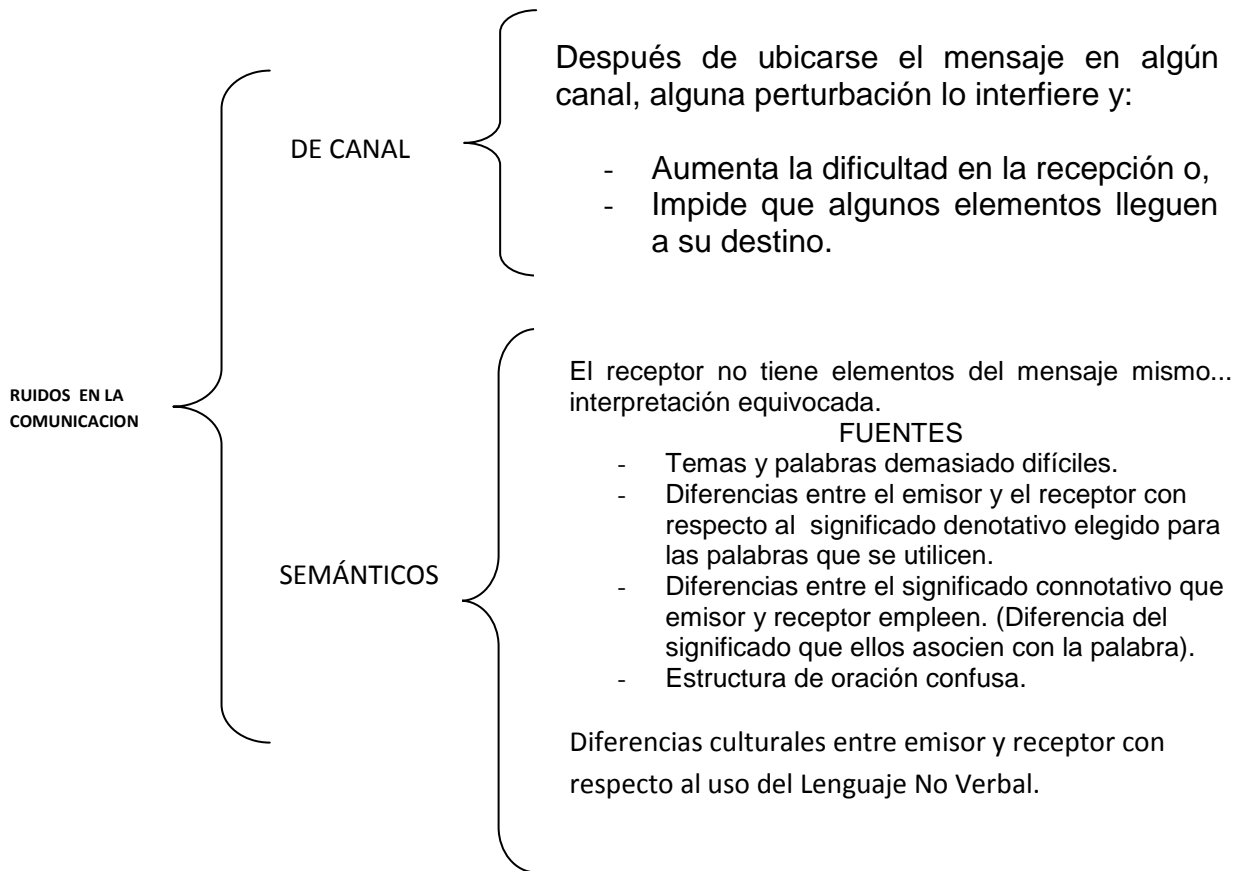 RUIDOS EN LA
COMUNICACION
DE CANAL
Después de ubicarse el mensaje en algún
canal, alguna perturbación lo interfiere y:
- Aumenta la dificultad en la recepción o,
- Impide que algunos elementos lleguen
a su destino.
SEMÁNTICOS
El receptor no tiene elementos del mensaje mismo...
interpretación equivocada.
FUENTES
- Temas y palabras demasiado difíciles.
- Diferencias entre el emisor y el receptor con
respecto al significado denotativo elegido para
las palabras que se utilicen.
- Diferencias entre el significado connotativo que
emisor y receptor empleen. (Diferencia del
significado que ellos asocien con la palabra).
- Estructura de oración confusa.
Diferencias culturales entre emisor y receptor con
respecto al uso del Lenguaje No Verbal.